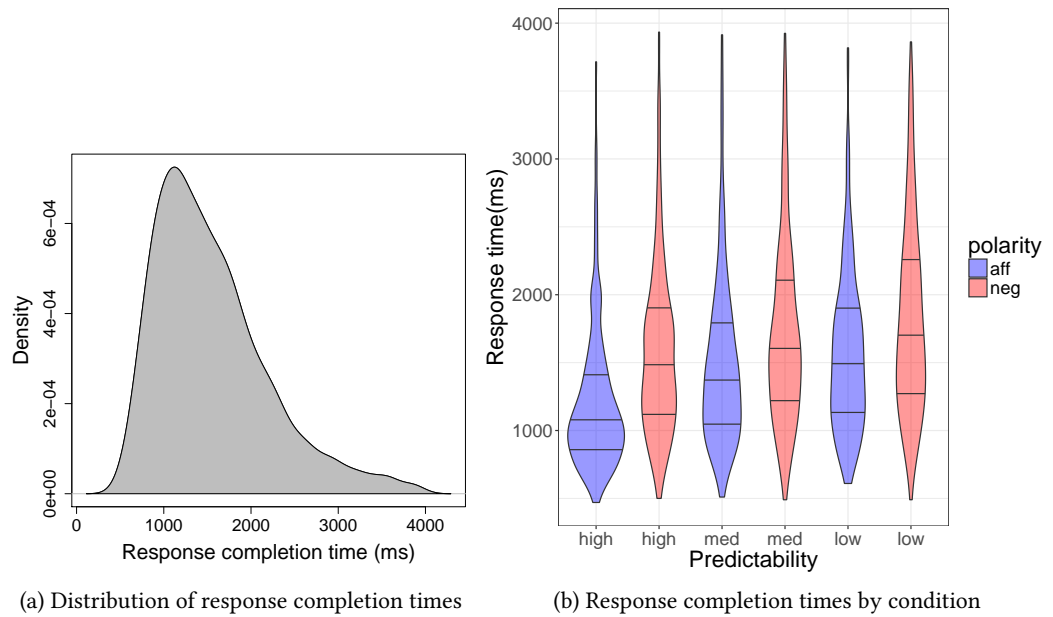 6e−04
4e−04
2e−04
0e+00
Density
0 1000 2000 3000 4000
Response completion time (ms)
(a) Distribution of response completion times
4000
3000
2000
1000
Response time(ms)
high high med med low low
Predictability
polarity
aff
neg
(b) Response completion times by condition